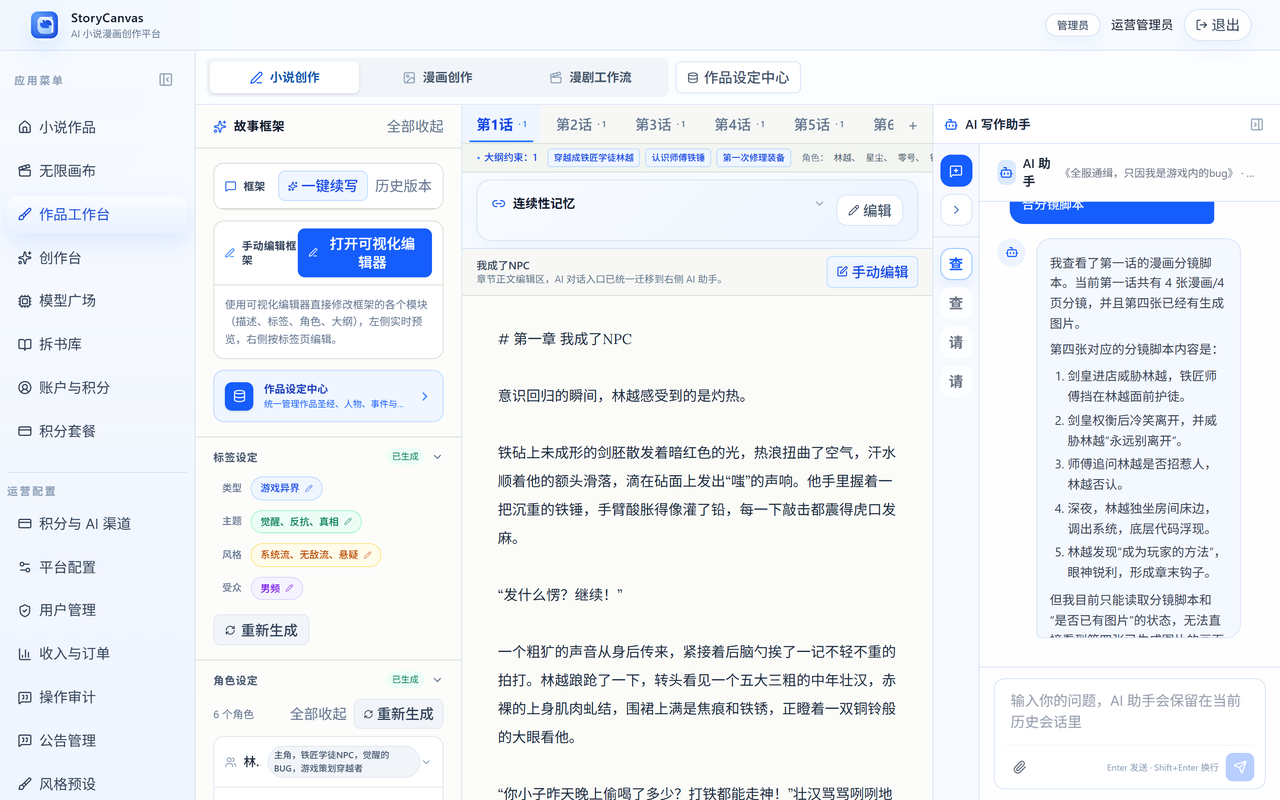 StoryCanvas
AI 小说漫画创作平台
管理员
运营管理员
退出
应用菜单
小说作品
无限画布
作品工作台
创作台
模型广场
拆书库
账户与积分
积分套餐
运营配置
积分与 AI 渠道
平台配置
用户管理
收入与订单
操作审计
公告管理
风格预设
小说创作
漫画创作
漫剧工作流
作品设定中心
故事框架
全部收起
框架
一键续写
历史版本
手动编辑框
架
打开可视化编
辑器
使用可视化编辑器直接修改框架的各个模块
（描述、标签、角色、大纲），左侧实时预
览，右侧按标签页编辑。
作品设定中心
统一管理作品圣经、人物、事件与...
标签设定
已生成
类型
游戏异界
主题
觉醒、反抗、真相
风格
系统流、无敌流、悬疑
受众
男频
重新生成
角色设定
已生成
6 个角色
全部收起
重新生成
林.
主角，铁匠学徒NPC，觉醒的
BUG，游戏策划穿越者
第1话 · 1
第2话 · 1
第3话 · 1
第4话 · 1
第5话 · 1
第6
+
· 大纲约束： 1
穿越成铁匠学徒林越
认识师傅铁锤
第一次修理装备
角色：
林越、
星尘、
零号、
连续性记忆
编辑
我成了NPC
章节正文编辑区，AI 对话入口已统一迁移到右侧 AI 助手。
手动编辑
# 第一章 我成了NPC
意识回归的瞬间，林越感受到的是灼热。
铁砧上未成形的剑胚散发着暗红色的光，热浪扭曲了空气，汗水
顺着他的额头滑落，滴在砧面上发出“嗤”的声响。他手里握着一
把沉重的铁锤，手臂酸胀得像灌了铅，每一下敲击都震得虎口发
麻。
“发什么愣？继续！”
一个粗犷的声音从身后传来，紧接着后脑勺挨了一记不轻不重的
拍打。林越踉跄了一下，转头看见一个五大三粗的中年壮汉，赤
裸的上身肌肉虬结，围裙上满是焦痕和铁锈，正瞪着一双铜铃般
的大眼看他。
“你小子昨天晚上偷喝了多少？打铁都能走神！”壮汉骂骂咧咧地
AI 写作助手
查
查
请
请
AI 助
手
《全服通缉，只因我是游戏内的bug》 · ...
台分镜脚本
我查看了第一话的漫画分镜脚
本。当前第一话共有 4 张漫画/4
页分镜，并且第四张已经有生成
图片。
第四张对应的分镜脚本内容是：
1. 剑皇进店威胁林越，铁匠师
傅挡在林越面前护徒。
2. 剑皇权衡后冷笑离开，并威
胁林越“永远别离开”。
3. 师傅追问林越是否招惹人，
林越否认。
4. 深夜，林越独坐房间床边，
调出系统，底层代码浮现。
5. 林越发现“成为玩家的方法”，
眼神锐利，形成章末钩子。
但我目前只能读取分镜脚本和
“是否已有图片”的状态，无法直
接看到第四张已生成图片的画面
输入你的问题，AI 助手会保留在当前
历史会话里
Enter 发送 · Shift+Enter 换行